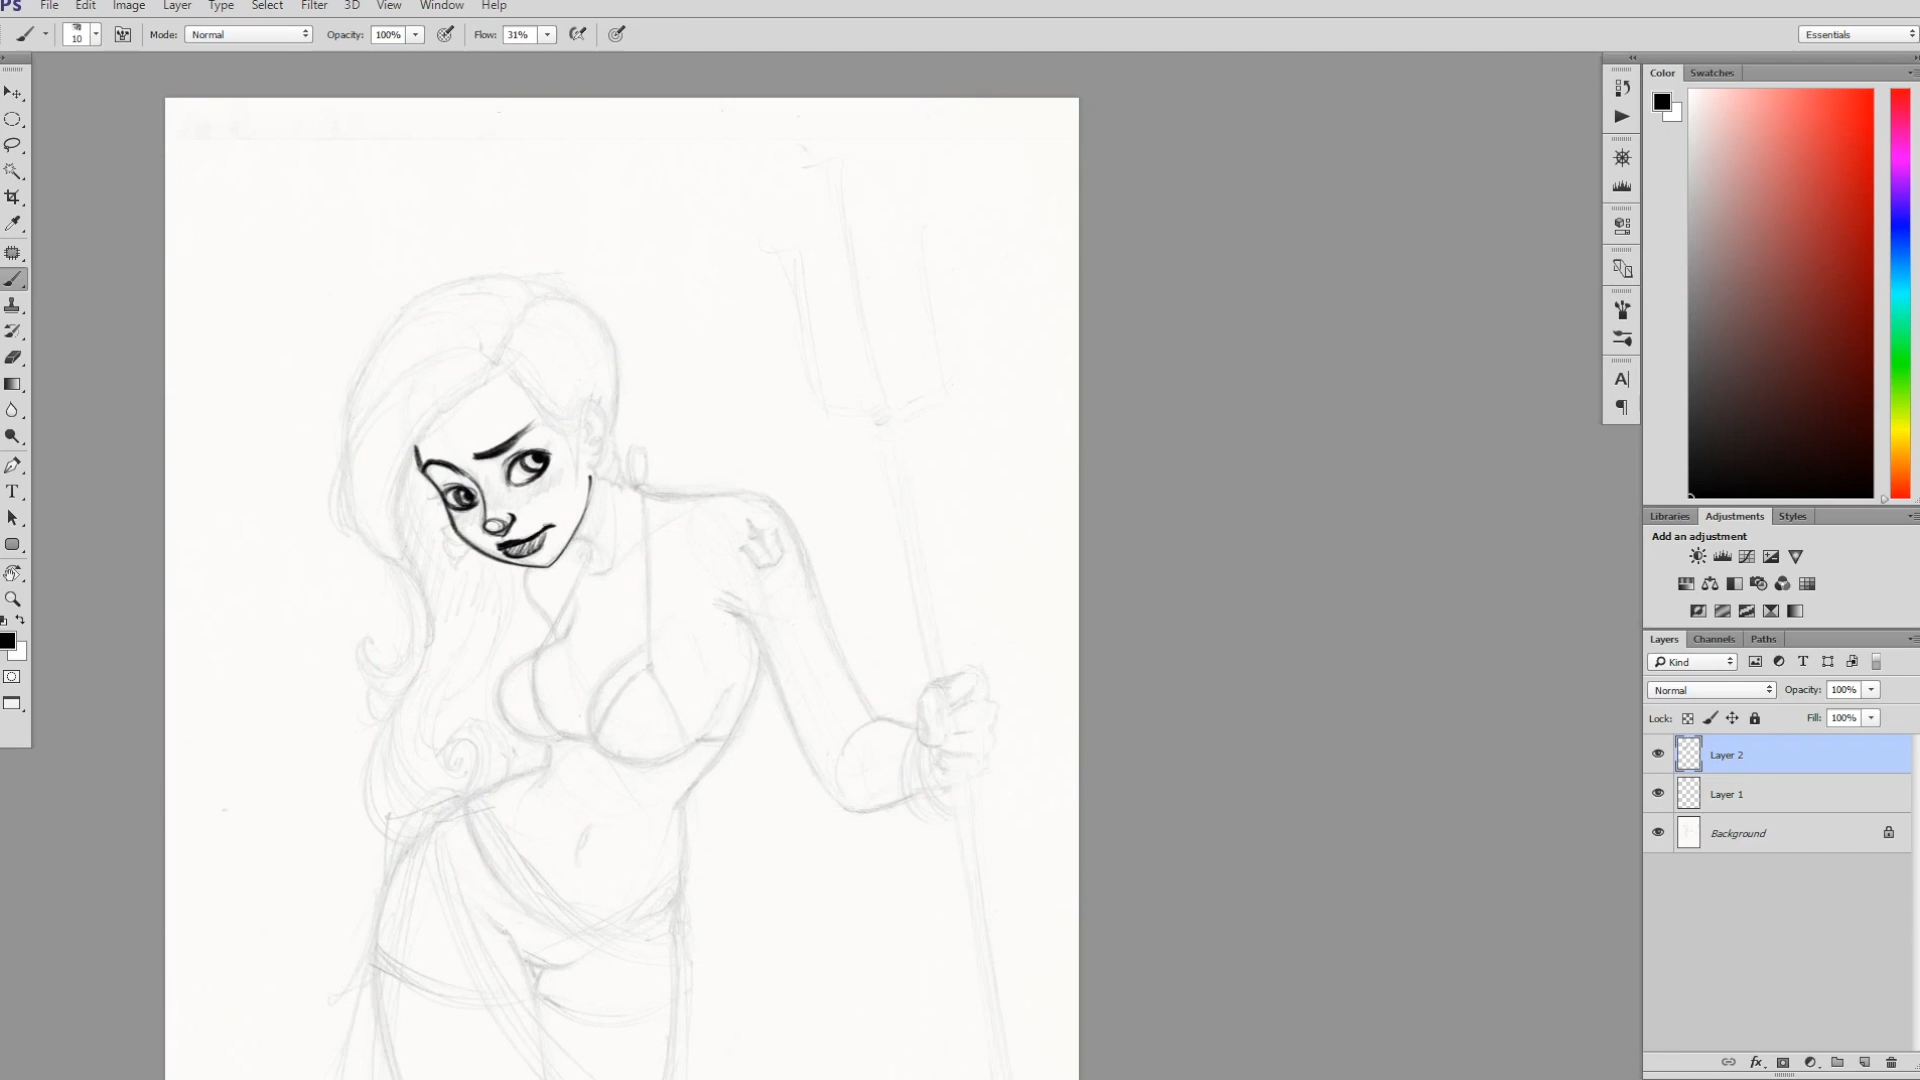 Ps File Edit Image Layer Type Select Filter 3D View Window Help
10 Mode: Normal Opacity: 100% Flow: 31% Essentials
Color Swatches
Libraries Adjustments Styles
Add an adjustment
Layers Channels Paths
Kind
Normal Opacity: 100%
Lock: Fill: 100%
Layer 2
Layer 1
Background
fx